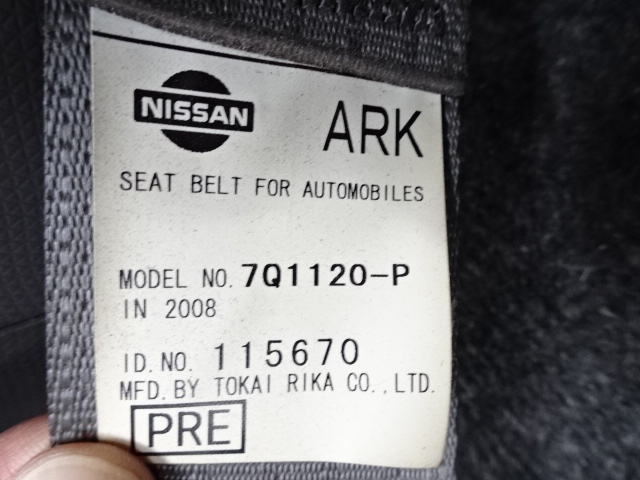 NISSAN
ARK
SEAT BELT FOR AUTOMOBILES
MODEL NO. 7Q1120-P
IN 2008
ID.NO. 115670
MFD.BY TOKAI RIKA CO.,LTD.
PRE